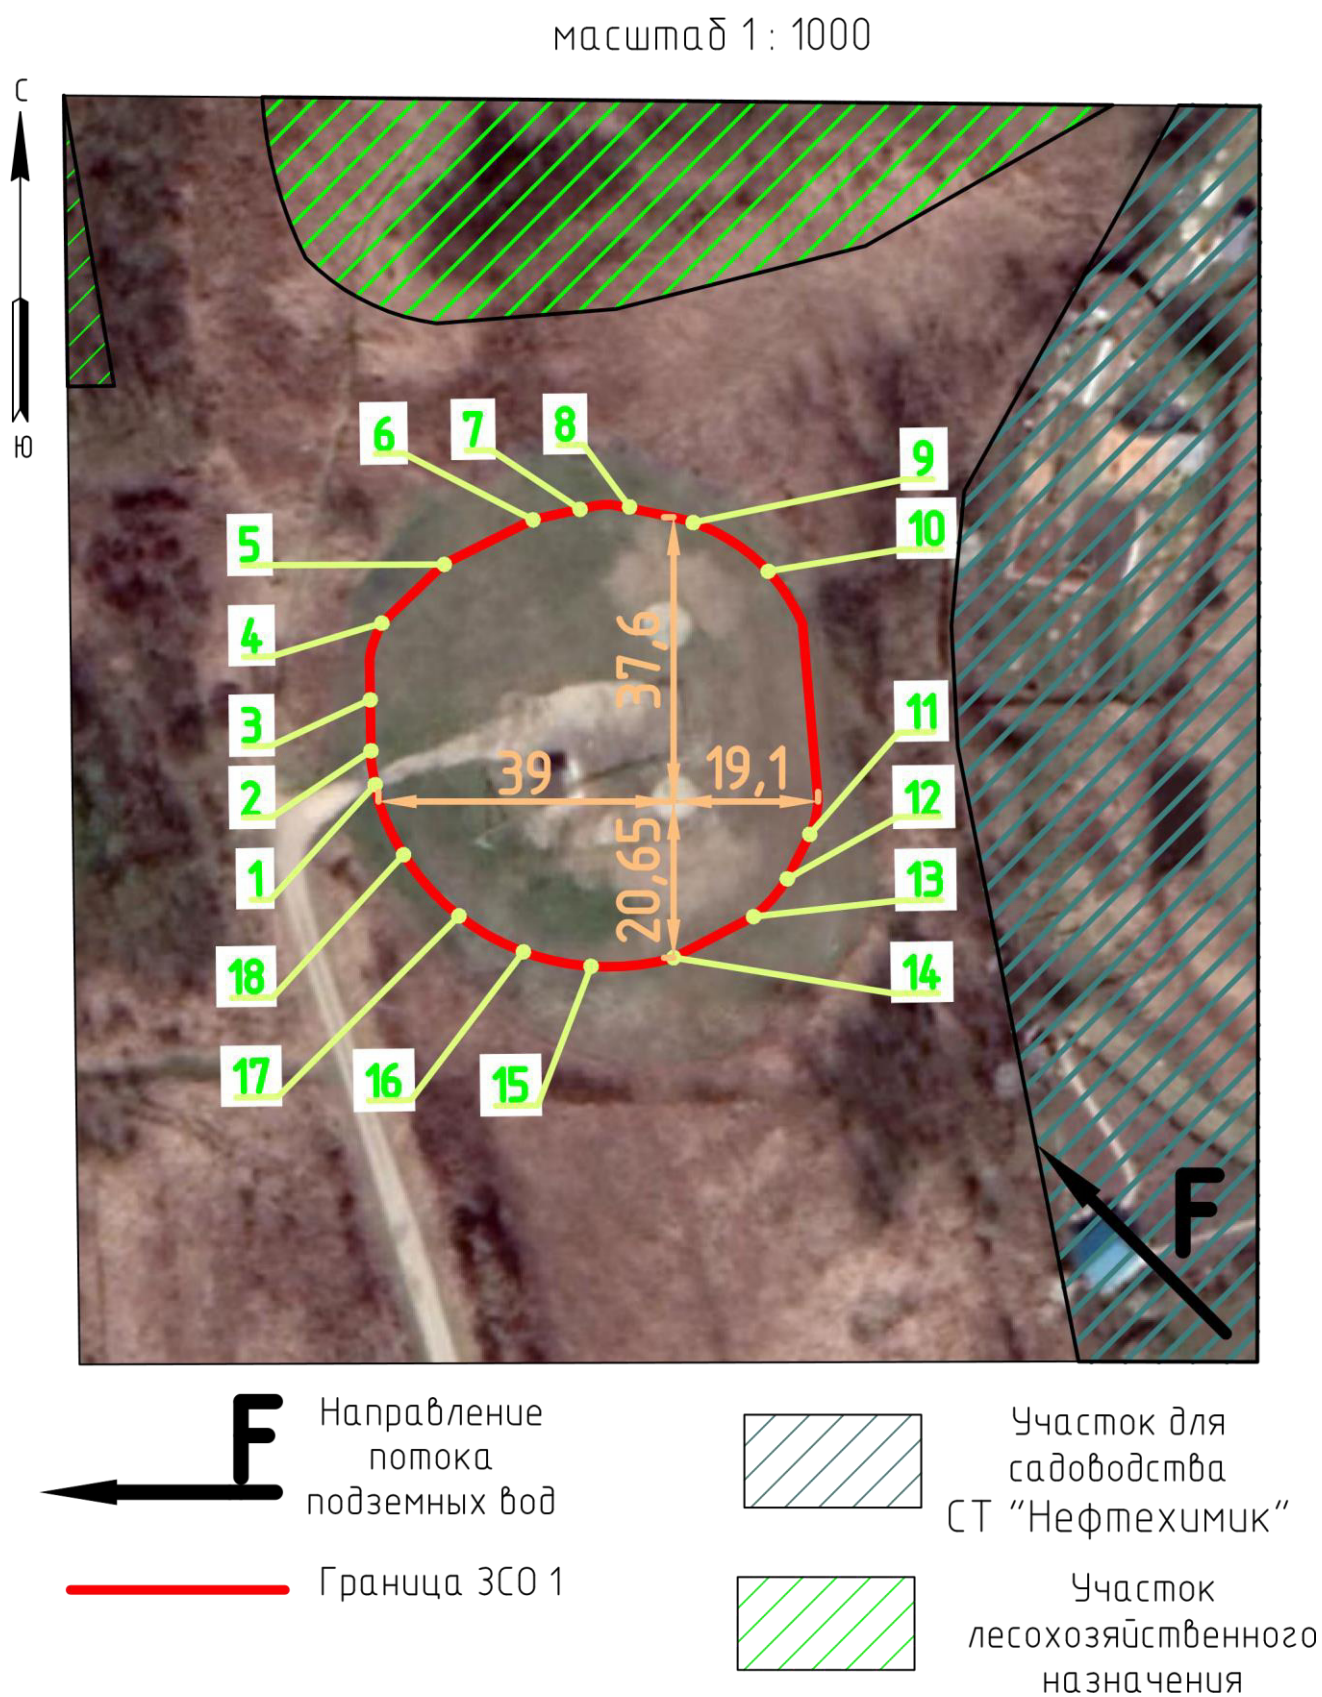 масштаб 1 : 1000
С
Ю
6
7
8
9
10
5
4
37,6
3
11
39
19,1
2
12
20,65
1
13
18
14
17
16
15
F
F
Направление
потока
подземных вод
Граница ЗСО 1
Участок для
садоводства
СТ "Нефтехимик"
Участок
лесохозяйственного
назначения